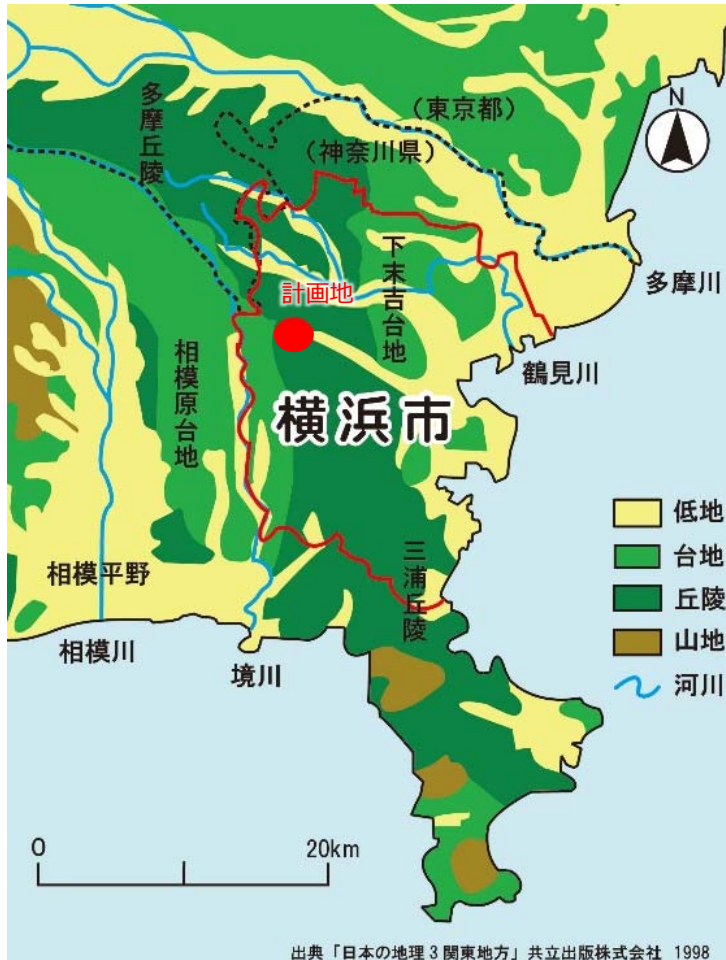 N
(東京都)
(神奈川県)
多摩丘陵
下末吉台地
多摩川
計画地
鶴見川
相模原台地
横浜市
低地
台地
丘陵
山地
河川
三浦丘陵
相模平野
相模川
境川
0
20km
出典「日本の地理3関東地方」共立出版株式会社 1998